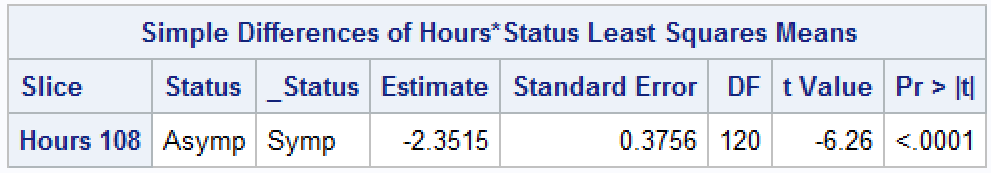 Simple Differences of Hours*Status Least Squares Means
Slice Status _Status Estimate Standard Error DF t Value Pr > |t|
Hours 108 Asymp Symp -2.3515 0.3756 120 -6.26 <.0001